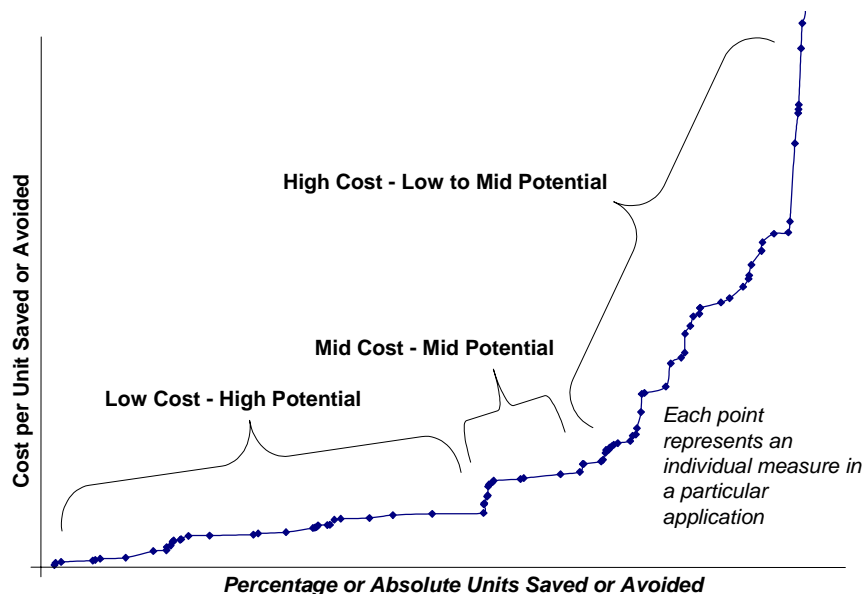 High Cost - Low to Mid Potential
Mid Cost - Mid Potential
Low Cost - High Potential
Each point
represents an
individual measure in
a particular
application
Cost per Unit Saved or Avoided
Percentage or Absolute Units Saved or Avoided